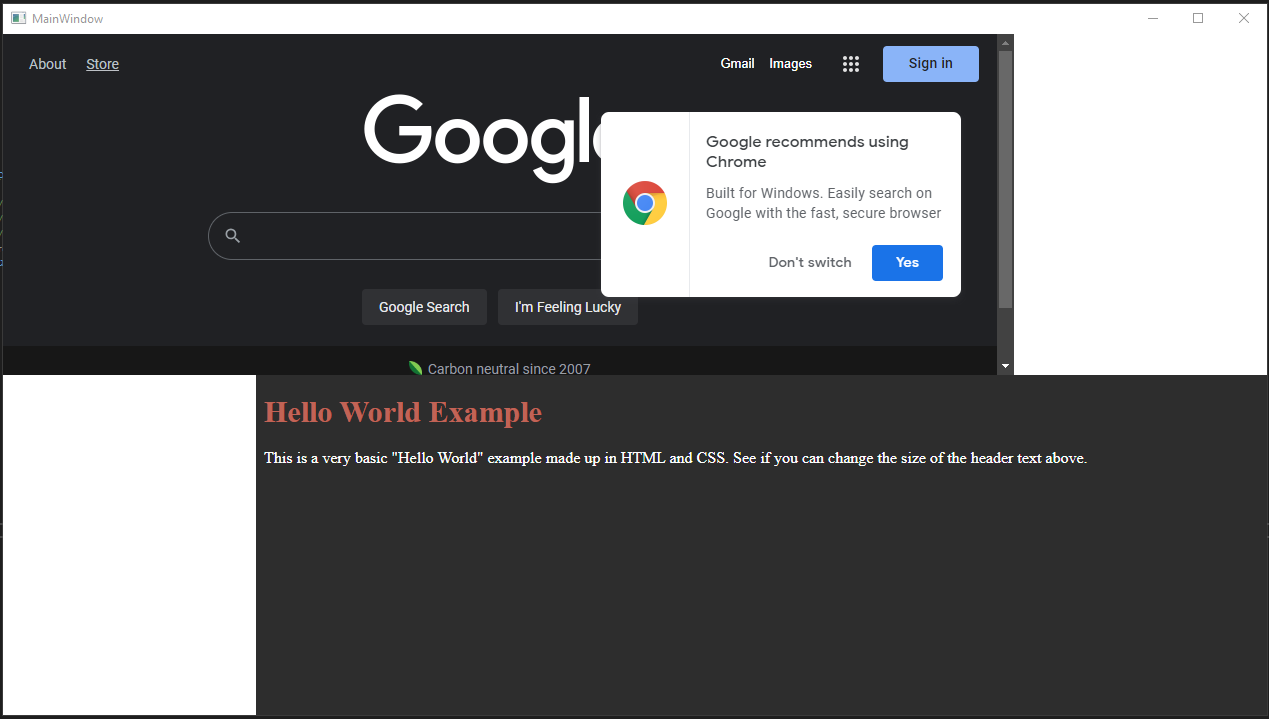 MainWindow
About Store Gmail Images Sign in
Google
Google recommends using
Chrome
Built for Windows. Easily search on
Google with the fast, secure browser
Don't switch Yes
Google Search I'm Feeling Lucky
Carbon neutral since 2007
Hello World Example
This is a very basic "Hello World" example made up in HTML and CSS. See if you can change the size of the header text above.